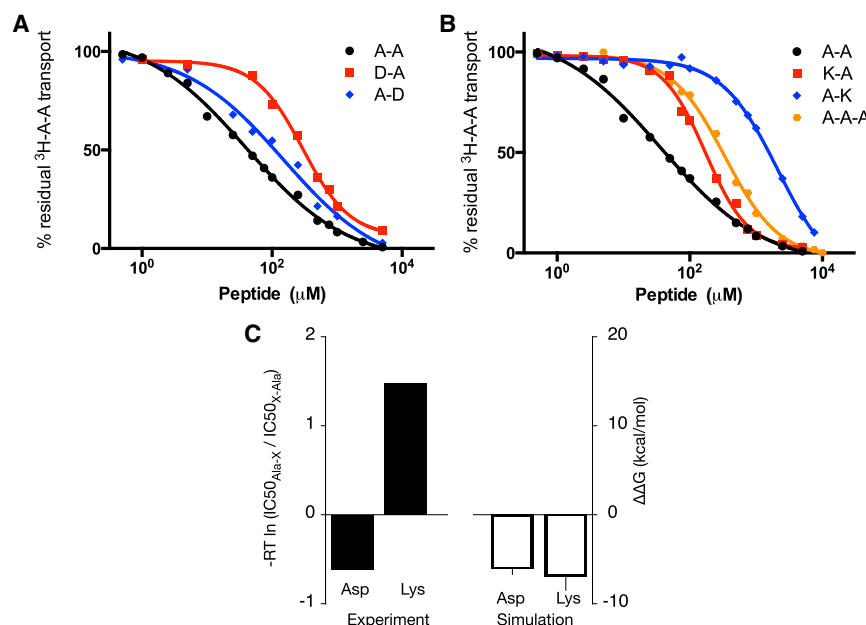 A
B
% residual ³H-A-A transport
100
50
0
10⁰
10²
10⁴
Peptide (μM)
A-A
D-A
A-D
% residual ³H-A-A transport
100
50
0
10⁰
10²
10⁴
Peptide (μM)
A-A
K-A
A-K
A-A-A
C
-RT ln (IC50Ala-X / IC50X-Ala)
2
1
0
-1
Asp
Lys
Experiment
Asp
Lys
Simulation
20
10
0
-10
ΔΔG (kcal/mol)